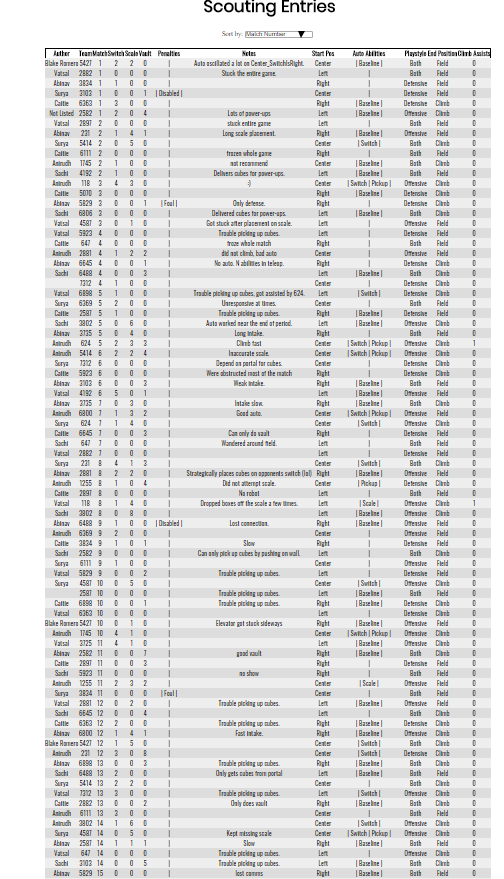 Scouting Entries
Sort by: Match Number
Author Team Match Switch Scale Vault Penalties Notes Start Pos Auto Abilities Playstyle End Position Climb Assists
Blake Romero 5427 1 2 2 0 | Auto oscillated a lot on Center_SwitchIsRight. Center | Baseline | Both Field 0
Vatsal 2882 1 0 0 0 | Stuck the entire game. Left | Both Field 0
Abinav 3834 1 1 0 0 | Right | Defensive Field 0
Surya 3103 1 0 0 1 | Disabled | Center | Defensive Field 0
Cattie 6363 1 3 0 0 | Right | Baseline | Defensive Climb 0
Not Listed 2582 1 2 0 4 | Lots of power-ups Left | Baseline | Offensive Climb 0
Vatsal 2897 2 0 0 0 | stuck entire game Left | Both Field 0
Abinav 231 2 1 4 1 | Long scale placement. Right | Baseline | Offensive Climb 0
Surya 5414 2 0 5 0 | Center | Switch | Both Climb 0
Cattie 6111 2 0 0 0 | frozen whole game Right | Both Field 0
Anirudh 1745 2 1 0 0 | not recommend Center | Baseline | Both Field 0
Sachi 4192 2 1 0 0 | Delivers cubes for power-ups. Left | Baseline | Both Field 0
Anirudh 118 3 4 3 0 | :) Center | Switch | Pickup | Offensive Climb 0
Cattie 5070 3 0 0 0 | Right | Baseline | Defensive Climb 0
Abinav 5829 3 0 0 1 | Foul | Only defense. Right | Defensive Field 0
Sachi 6806 3 0 0 0 | Delivered cubes for power-ups. Left | Baseline | Both Field 0
Vatsal 4587 3 0 1 0 | Got stuck after placement on scale. Left | Offensive Field 0
Vatsal 5923 4 0 0 0 | Trouble picking up cubes. Left | Defensive Field 0
Cattie 647 4 0 0 0 | froze whole match Right | Both Field 0
Anirudh 2881 4 1 2 2 | did not climb, bad auto Center | Offensive Field 0
Abinav 6645 4 0 0 1 | No auto. N abilities in teleop. Right | Defensive Field 0
Sachi 6488 4 0 0 3 | Left | Baseline | Both Field 0
7312 4 1 0 0 | Center | Offensive Climb 0
Vatsal 6898 5 1 0 0 | Trouble picking up cubes, got assisted by 624. Left | Switch | Defensive Climb 0
Surya 6369 5 2 0 0 | Unresponsive at times. Center | Both Field 0
Cattie 2587 5 1 0 0 | Trouble picking up cubes. Right | Baseline | Defensive Field 0
Sachi 3802 5 0 6 0 | Auto worked near the end of period. Left | Baseline | Offensive Climb 0
Abinav 3735 5 0 4 0 | Long intake. Right | Baseline | Both Field 0
Anirudh 624 5 2 3 3 | Climb fast Center | Switch | Pickup | Offensive Climb 1
Anirudh 5414 6 2 2 4 | Inaccurate scale. Center | Switch | Pickup | Offensive Climb 0
Surya 7312 6 0 0 0 | Depend on portal for cubes. Center | Offensive Climb 0
Cattie 5923 6 0 0 0 | Were obstructed most of the match Right | Defensive Field 0
Abinav 3103 6 0 0 3 | Weak intake. Right | Baseline | Both Field 0
Vatsal 4192 6 5 0 1 | Left | Baseline | Offensive Field 0
Abinav 3735 7 0 3 0 | Intake slow. Right | Baseline | Defensive Field 0
Anirudh 6800 7 1 3 2 | Good auto. Center | Switch | Pickup | Offensive Climb 0
Surya 624 7 1 4 0 | Center | Switch | Offensive Climb 0
Cattie 6645 7 0 0 3 | Can only do vault Right | Defensive Field 0
Sachi 647 7 0 0 0 | Wandered around field. Left | Both Field 0
Vatsal 2882 7 0 0 0 | Left | Defensive Field 0
Surya 231 8 4 1 3 | Center | Switch | Both Climb 0
Abinav 2881 8 2 2 0 | Strategically places cubes on opponents switch (lol) Right | Baseline | Offensive Field 0
Anirudh 1255 8 1 0 4 | Did not attempt scale. Center | Pickup | Defensive Climb 0
Cattie 2897 8 0 0 0 | No robot Left | Both Field 0
Vatsal 118 8 1 4 0 | Dropped boxes off the scale a few times. Left | Scale | Offensive Climb 1
Sachi 3802 8 0 8 0 | Left | Baseline | Offensive Climb 0
Abinav 6488 9 1 0 0 | Disabled | Lost connection. Right | Baseline | Offensive Climb 0
Anirudh 6369 9 2 0 0 | Center | Offensive Climb 0
Cattie 3834 9 1 0 1 | Slow Right | Baseline | Defensive Climb 0
Sachi 2582 9 0 0 0 | Can only pick up cubes by pushing on wall. Left | Both Climb 0
Surya 6111 9 1 0 0 | Center | Offensive Climb 0
Vatsal 5829 9 0 0 2 | Trouble picking up cubes. Left | Defensive Field 0
Surya 4587 10 0 5 0 | Center | Switch | Offensive Climb 0
2587 10 0 0 0 | Trouble picking up cubes. Left | Baseline | Both Field 0
Cattie 6898 10 0 0 1 | Trouble picking up cubes. Right | Baseline | Offensive Climb 0
Vatsal 6363 10 0 0 0 | Left | Defensive Climb 0
Blake Romero 5427 10 0 1 0 | Elevator got stuck sideways Right | Baseline | Offensive Field 0
Anirudh 1745 10 4 1 0 | Center | Switch | Pickup | Offensive Climb 0
Vatsal 3725 11 4 1 0 | Left | Baseline | Offensive Climb 0
Abinav 2582 11 0 0 7 | good vault Right | Baseline | Both Climb 0
Cattie 2897 11 0 0 3 | Right | Defensive Field 0
Sachi 5923 11 0 0 0 | no show Right | Both Field 0
Anirudh 1255 11 2 3 2 | Center | Scale | Offensive Climb 0
Surya 3834 11 0 0 0 | Foul | Center | Both Field 0
Vatsal 2881 12 0 2 0 | Trouble picking up cubes. Left | Baseline | Offensive Field 0
Sachi 6645 12 0 0 4 | Left | Both Climb 0
Cattie 6363 12 2 0 0 | Trouble picking up cubes. Right | Baseline | Offensive Climb 0
Abinav 6800 12 1 4 1 | Fast intake. Right | Baseline | Offensive Climb 0
Blake Romero 5427 12 1 5 0 | Center | Switch | Both Climb 0
Anirudh 231 12 3 0 8 | Center | Switch | Defensive Climb 0
Abinav 6898 13 0 0 3 | Trouble picking up cubes. Right | Baseline | Offensive Climb 0
Sachi 6488 13 2 0 0 | Only gets cubes from portal Left | Baseline | Both Field 0
Surya 5414 13 2 2 0 | Center | Both Climb 0
Vatsal 7312 13 3 0 0 | Trouble picking up cubes. Left | Switch | Offensive Climb 0
Cattie 2882 13 0 0 2 | Only does vault Right | Baseline | Both Field 0
Anirudh 6111 13 3 0 0 | Center | Offensive Climb 0
Anirudh 3802 14 1 6 0 | Center | Switch | Offensive Climb 0
Surya 4587 14 0 5 0 | Kept missing scale Center | Switch | Pickup | Offensive Climb 0
Abinav 2587 14 1 1 1 | Slow Right | Baseline | Both Field 0
Vatsal 647 14 0 0 0 | Trouble picking up cubes. Left | Offensive Climb 0
Sachi 3103 14 0 0 5 | Trouble picking up cubes. Left | Baseline | Both Field 0
Abinav 5829 15 0 0 0 | lost comms Right | Baseline | Offensive Field 0